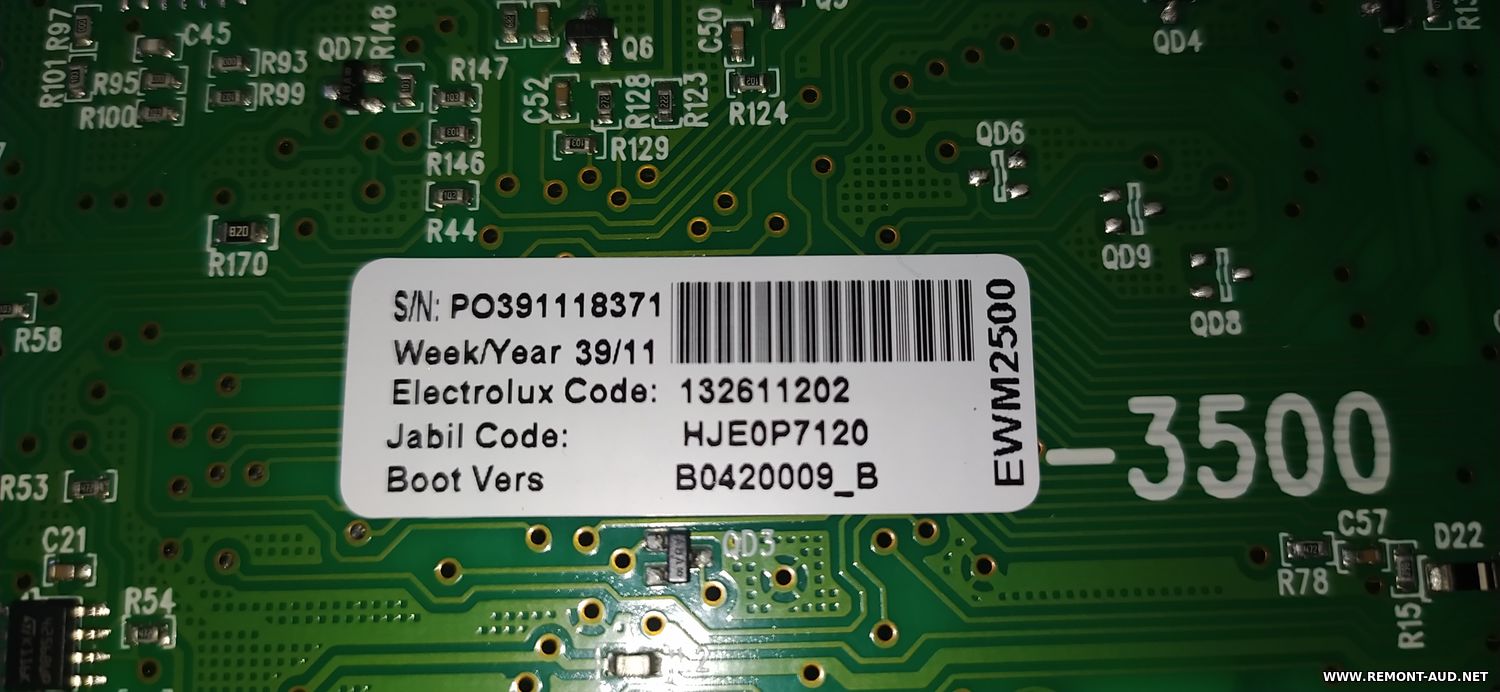 R97
R148
C45
QD7
R101
R95
R93
R99
R100
R147
C50
Q6
C52
R128
R123
R124
QD4
R129
R146
R44
QD6
820
R170
QD9
QD8
R58
S/N: PO391118371
Week/Year 39/11
Electrolux Code: 132611202
Jabil Code: HJE0P7120
Boot Vers B0420009_B
EWM2500
-3500
R53
C21
R54
QD3
C57
D22
R78
R15
WWW.REMONT-AUD.NET